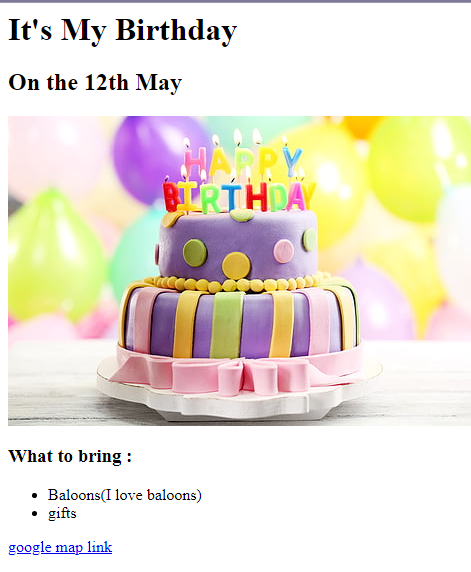 It's My Birthday
On the 12th May
HAPPY
BIRTHDAY
What to bring :
Baloons(I love baloons)
gifts
google map link